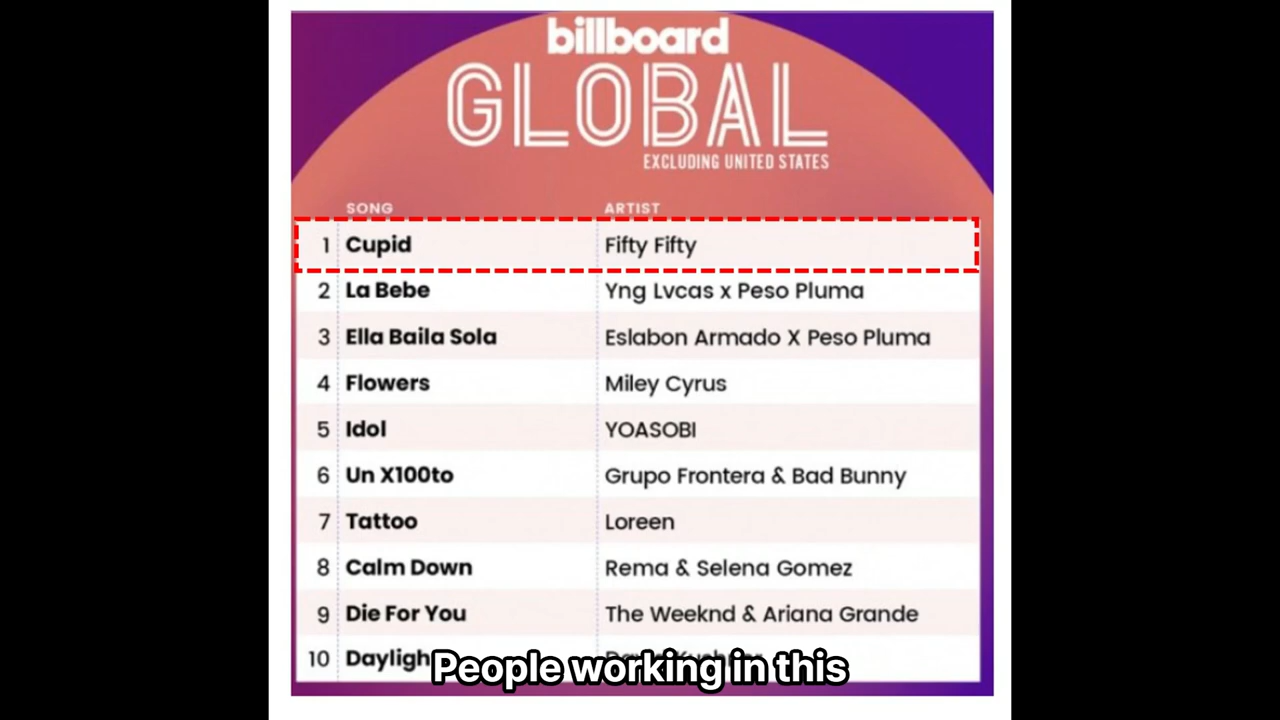 billboard
GLOBAL
EXCLUDING UNITED STATES
SONG ARTIST
1 Cupid Fifty Fifty
2 La Bebe Yng Lvcas x Peso Pluma
3 Ella Baila Sola Eslabon Armado X Peso Pluma
4 Flowers Miley Cyrus
5 Idol YOASOBI
6 Un X100to Grupo Frontera & Bad Bunny
7 Tattoo Loreen
8 Calm Down Rema & Selena Gomez
9 Die For You The Weeknd & Ariana Grande
10
People working in this